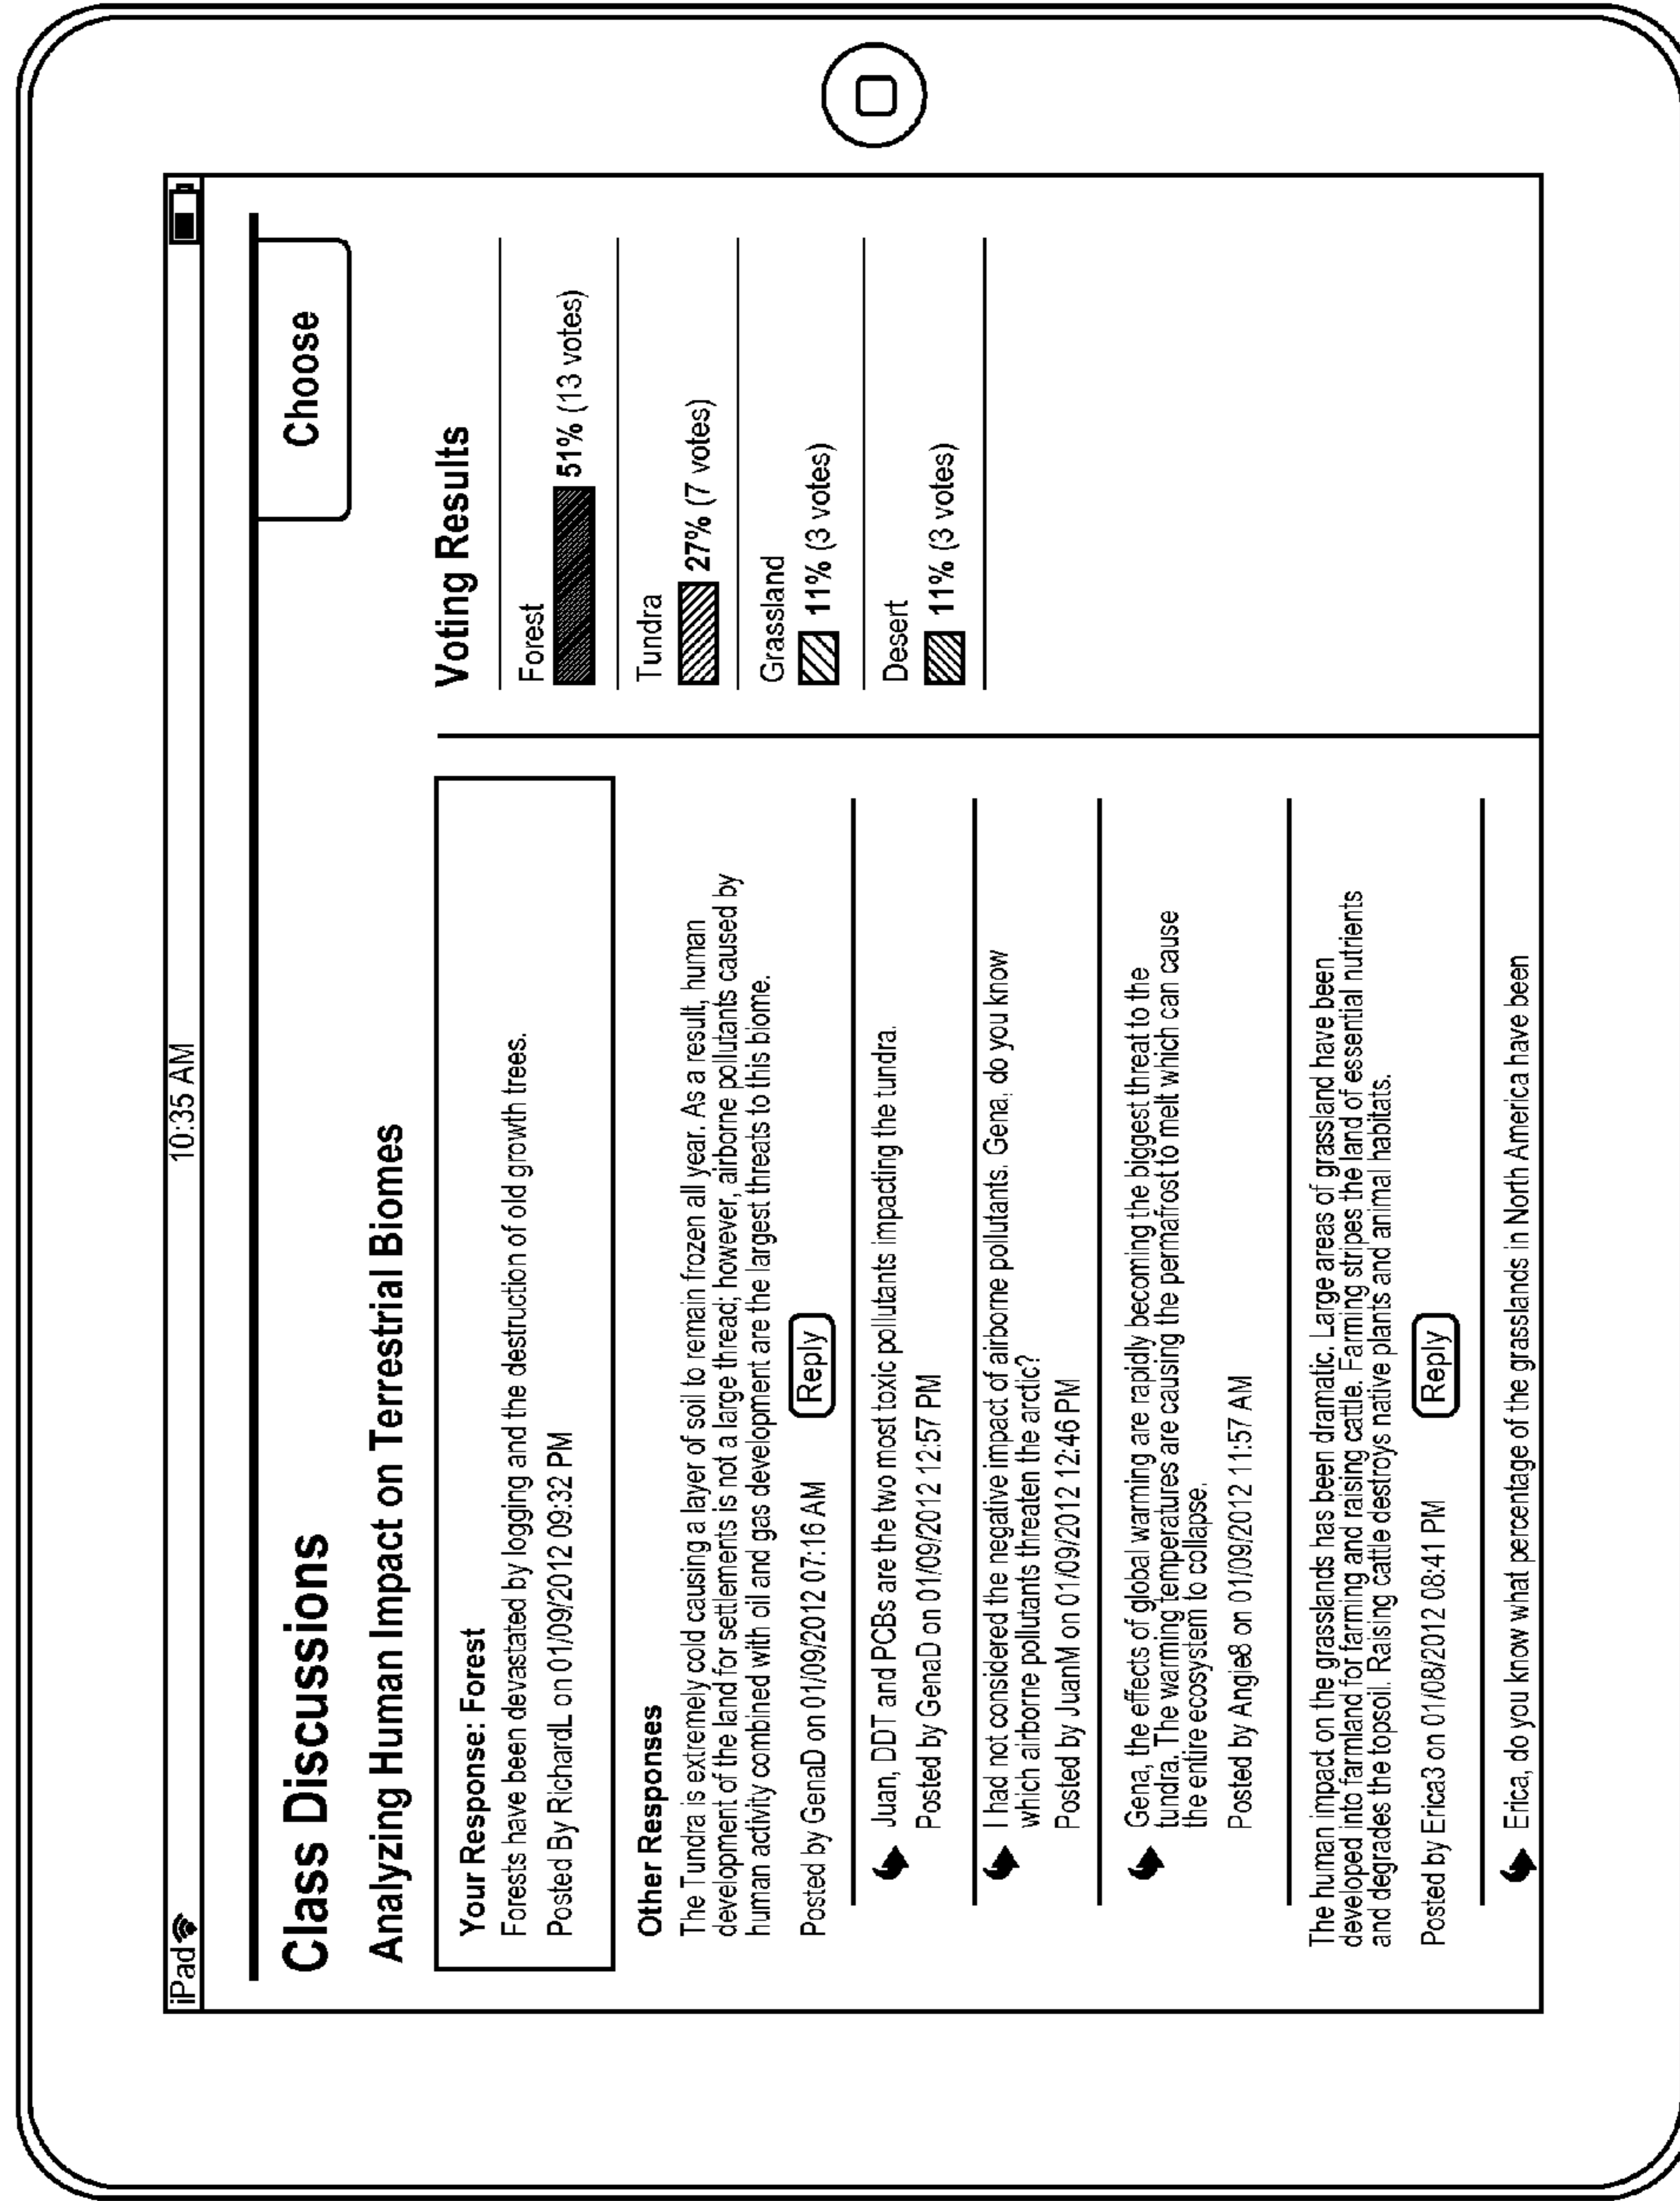 iPad
10:35 AM
Class Discussions
Choose
Analyzing Human Impact on Terrestrial Biomes
Your Response: Forest
Forests have been devastated by logging and the destruction of old growth trees.
Posted By RichardL on 01/09/2012 09:32 PM
Other Responses
The Tundra is extremely cold causing a layer of soil to remain frozen all year. As a result, human
development of the land for settlements is not a large thread; however, airborne pollutants caused by
human activity combined with oil and gas development are the largest threats to this biome.
Posted by GenaD on 01/09/2012 07:16 AM
Reply
Juan, DDT and PCBs are the two most toxic pollutants impacting the tundra.
Posted by GenaD on 01/09/2012 12:57 PM
I had not considered the negative impact of airborne pollutants. Gena, do you know
which airborne pollutants threaten the arctic?
Posted by JuanM on 01/09/2012 12:46 PM
Gena, the effects of global warming are rapidly becoming the biggest threat to the
tundra. The warming temperatures are causing the permafrost to melt which can cause
the entire ecosystem to collapse.
Posted by Angie8 on 01/09/2012 11:57 AM
The human impact on the grasslands has been dramatic. Large areas of grassland have been
developed into farmland for farming and raising cattle. Farming stripes the land of essential nutrients
and degrades the topsoil. Raising cattle destroys native plants and animal habitats.
Posted by Erica3 on 01/08/2012 08:41 PM
Reply
Erica, do you know what percentage of the grasslands in North America have been
Voting Results
Forest
51% (13 votes)
Tundra
27% (7 votes)
Grassland
11% (3 votes)
Desert
11% (3 votes)